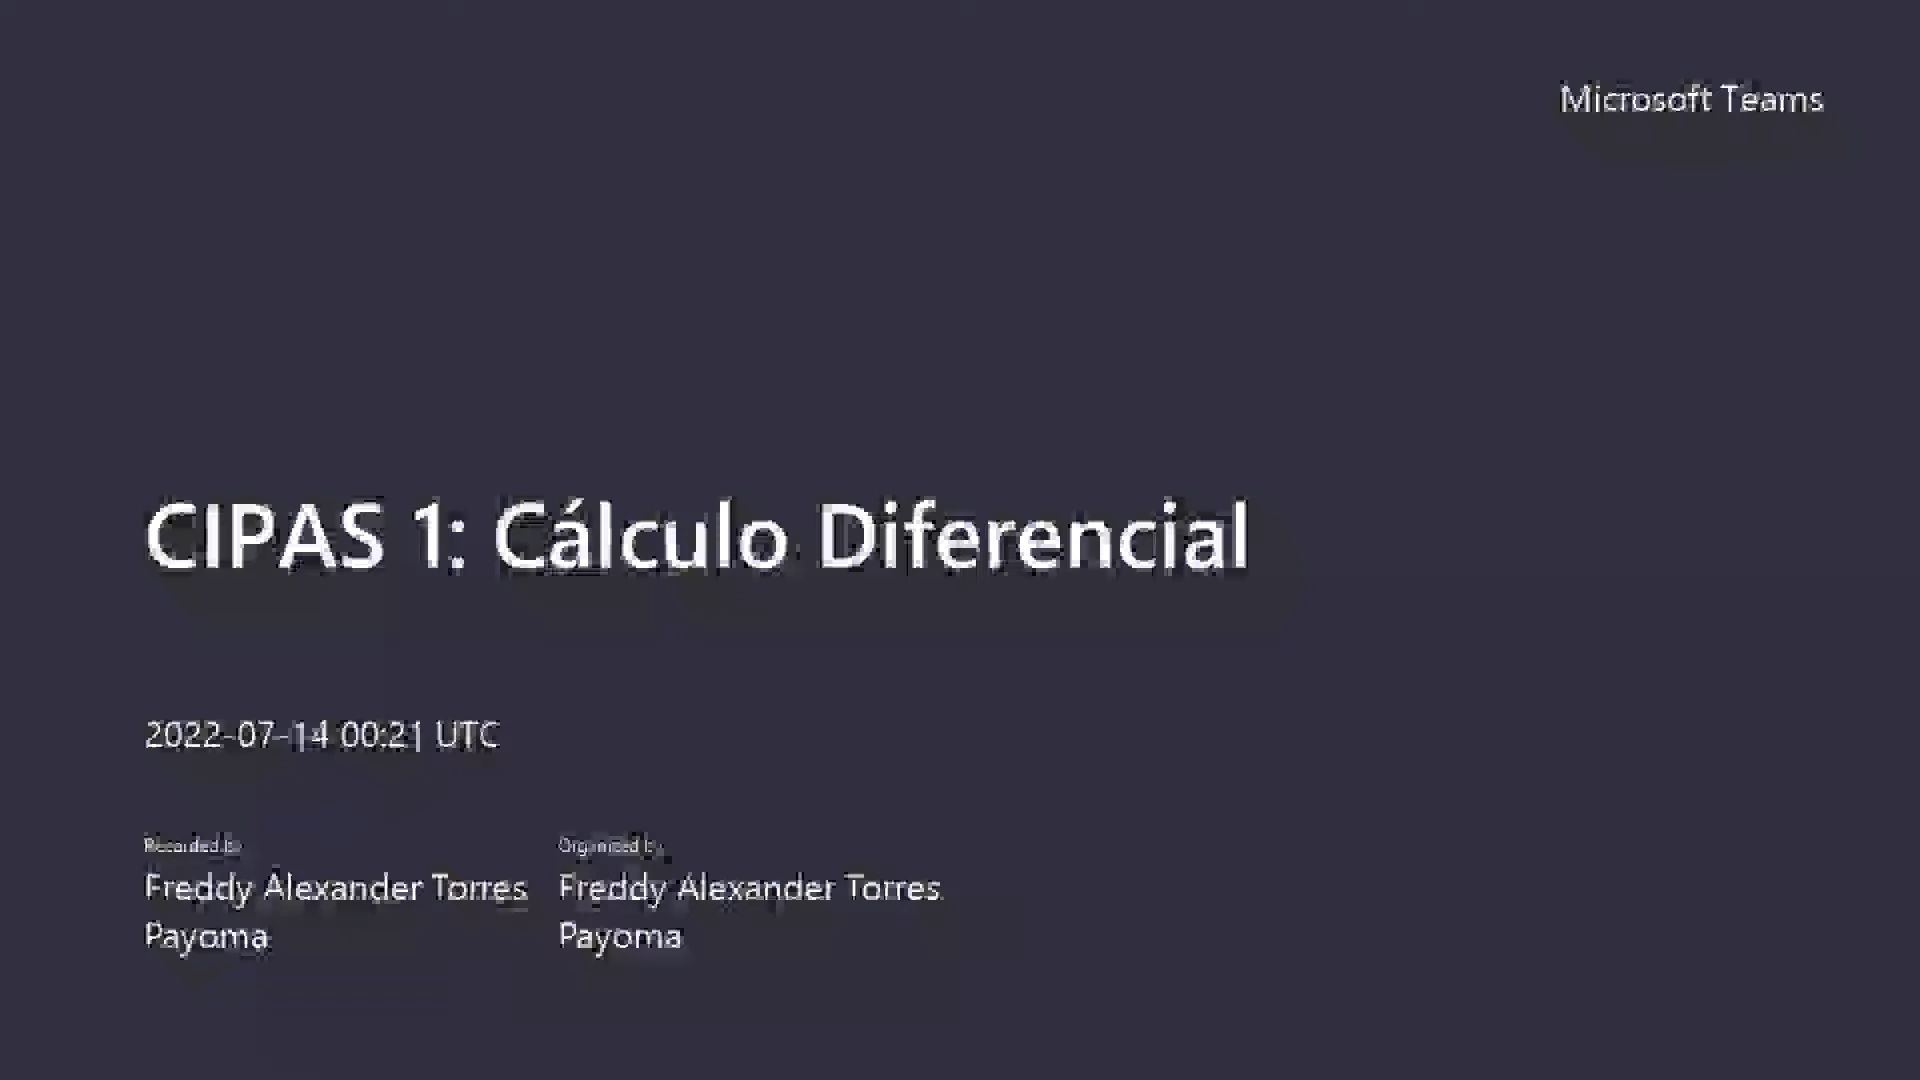 Microsoft Teams
CIPAS 1: Cálculo Diferencial
2022-07-14 00:21 UTC
Recorded by
Organized by
Freddy Alexander Torres
Payoma
Freddy Alexander Torres
Payoma